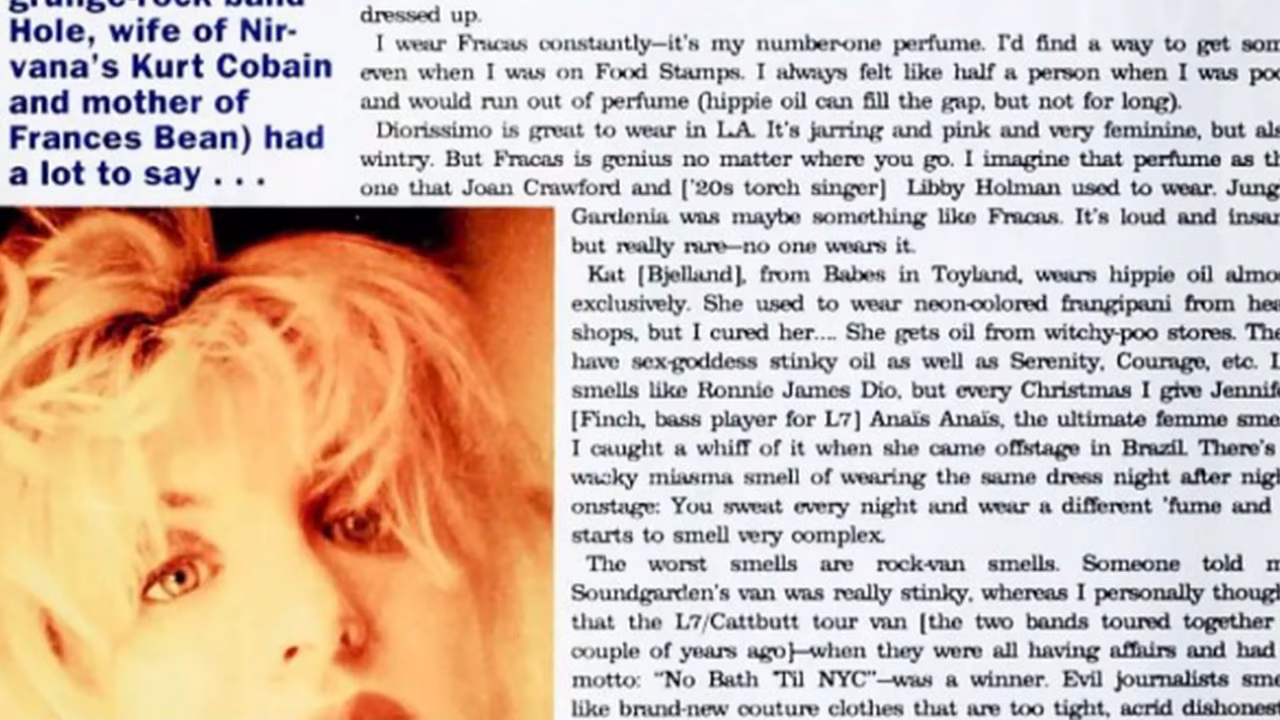 grunge-rock band
Hole, wife of Nir-
vana's Kurt Cobain
and mother of
Frances Bean) had
a lot to say . . .
dressed up.
I wear Fracas constantly—it's my number-one perfume. I'd find a way to get som
even when I was on Food Stamps. I always felt like half a person when I was poo
and would run out of perfume (hippie oil can fill the gap, but not for long).
Diorissimo is great to wear in L.A. It's jarring and pink and very feminine, but als
wintry. But Fracas is genius no matter where you go. I imagine that perfume as th
one that Joan Crawford and ['20s torch singer] Libby Holman used to wear. Jung
Gardenia was maybe something like Fracas. It's loud and insan
but really rare—no one wears it.
Kat [Bjelland], from Babes in Toyland, wears hippie oil almo
exclusively. She used to wear neon-colored frangipani from hea
shops, but I cured her.... She gets oil from witchy-poo stores. The
have sex-goddess stinky oil as well as Serenity, Courage, etc. I
smells like Ronnie James Dio, but every Christmas I give Jennife
[Finch, bass player for L7] Anaïs Anaïs, the ultimate femme sme
I caught a whiff of it when she came offstage in Brazil. There's
wacky miasma smell of wearing the same dress night after nigh
onstage: You sweat every night and wear a different 'fume and
starts to smell very complex.
The worst smells are rock-van smells. Someone told m
Soundgarden's van was really stinky, whereas I personally though
that the L7/Cattbutt tour van [the two bands toured together
couple of years ago]—when they were all having affairs and had
motto: "No Bath 'Til NYC"—was a winner. Evil journalists sme
like brand-new couture clothes that are too tight, acrid dishonest